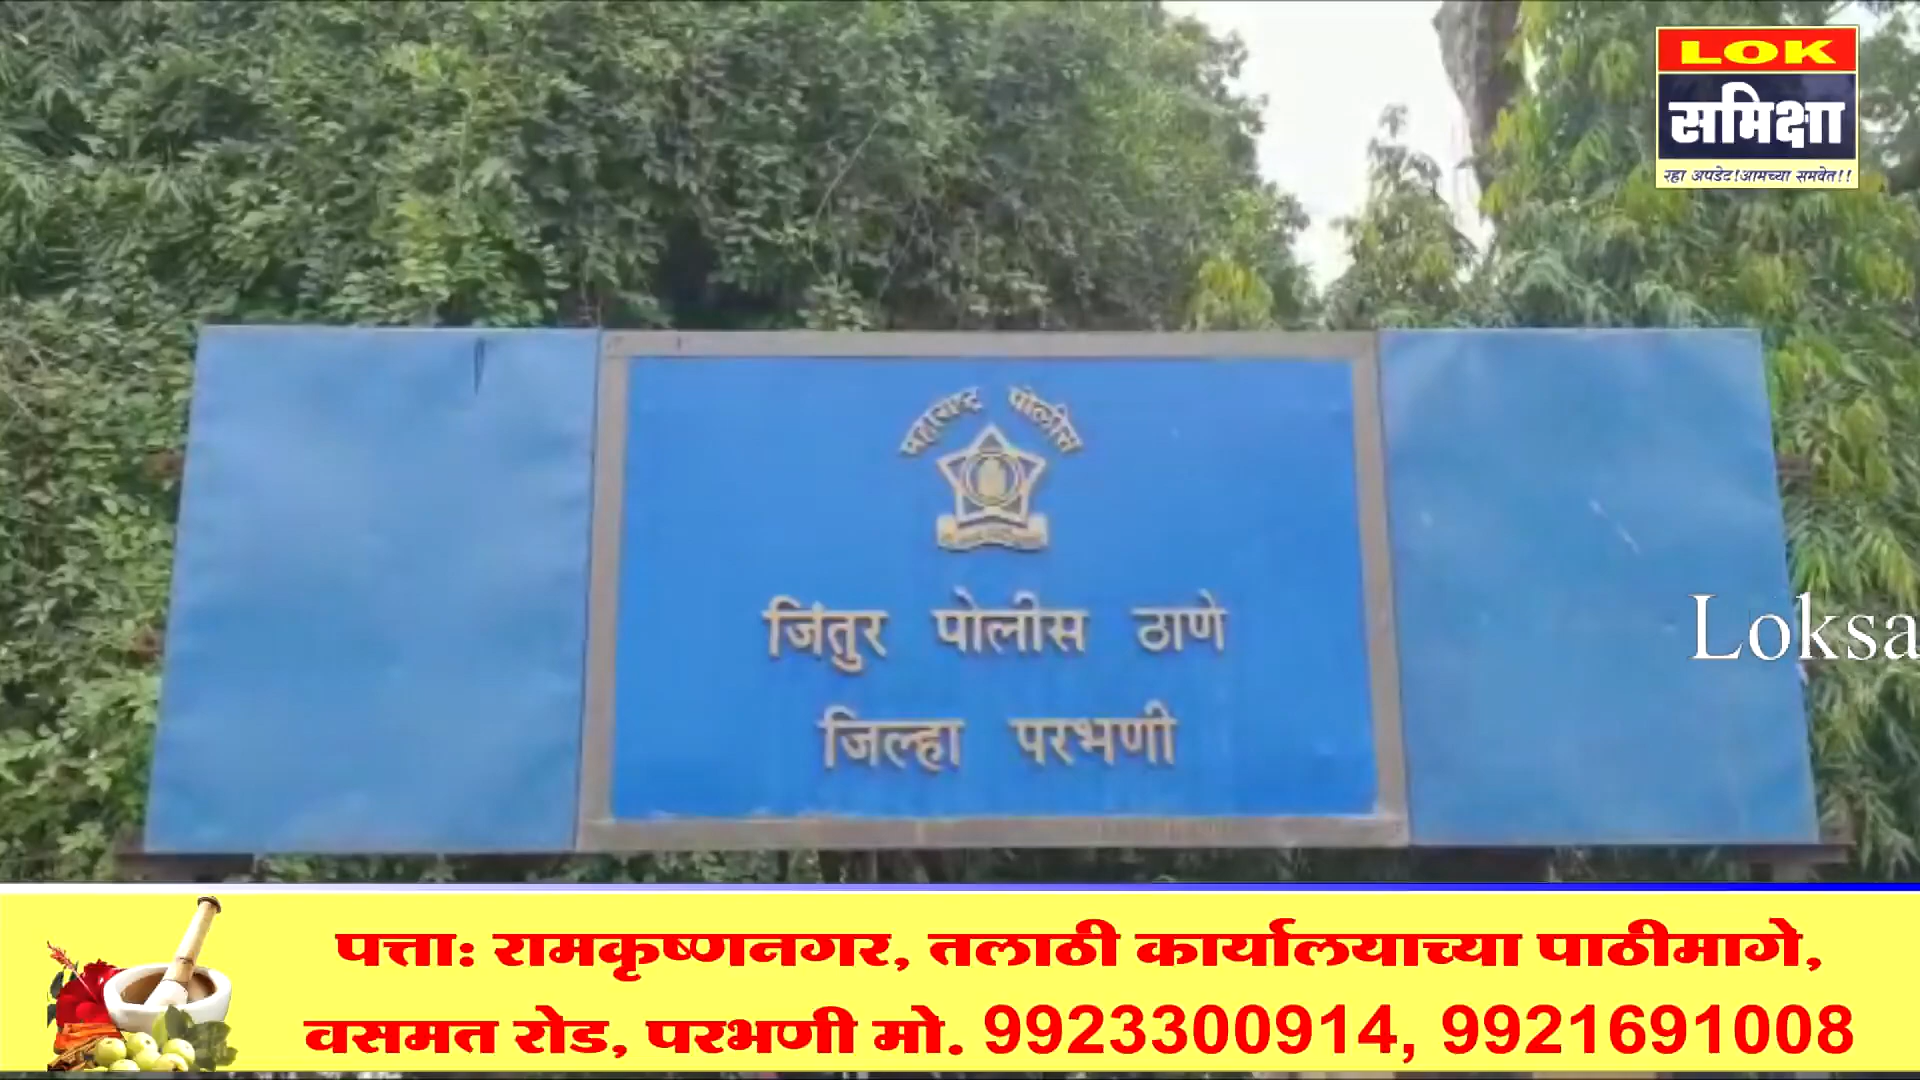 LOK
समिक्षा
रहा अपडेट!आमच्या समवेत!!
महाराष्ट्र पोलीस
जिंतुर पोलीस ठाणे
जिल्हा परभणी
Loksa
पत्ता: रामकृष्णनगर, तलाठी कार्यालयाच्या पाठीमागे,
वसमत रोड, परभणी मो. 9923300914, 9921691008